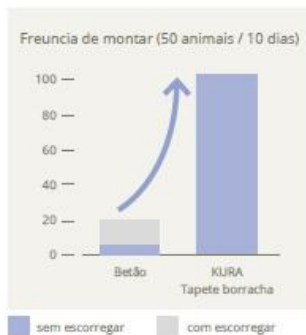 Freuncia de montar (50 animais / 10 dias)
100
80
60
40
20
0
Betão
KURA
Tapete borracha
sem escorregar
com escorregar